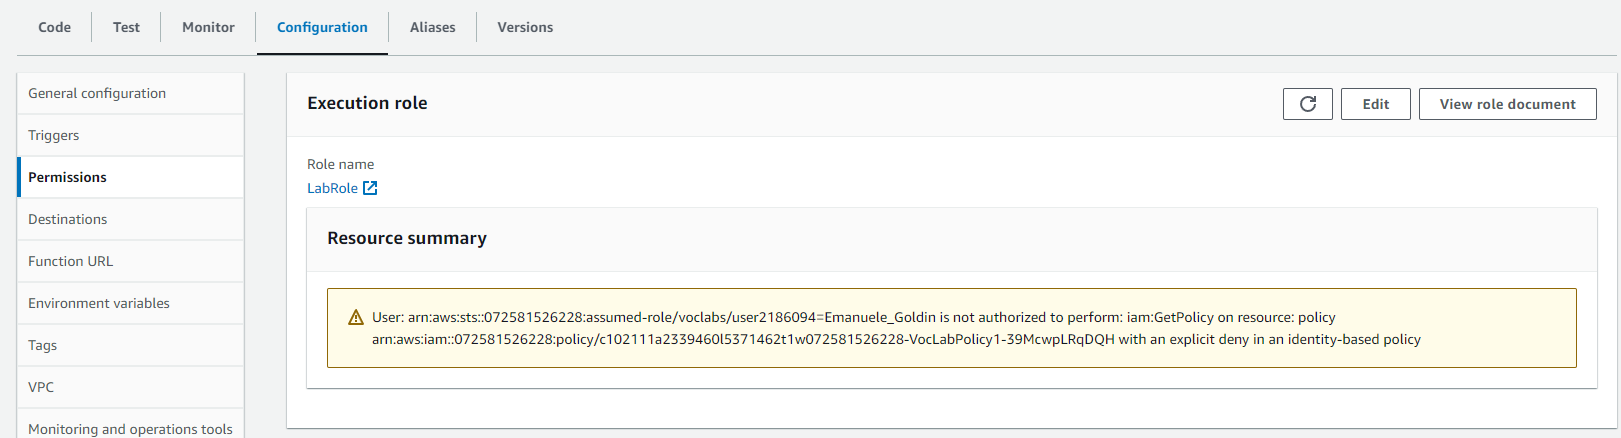 Code Test Monitor Configuration Aliases Versions
General configuration
Triggers
Permissions
Destinations
Function URL
Environment variables
Tags
VPC
Monitoring and operations tools
Execution role
Edit
View role document
Role name
LabRole
Resource summary
User: arn:aws:sts::072581526228:assumed-role/voclabs/user2186094=Emanuele_Goldin is not authorized to perform: iam:GetPolicy on resource: policy
arn:aws:iam::072581526228:policy/c102111a2339460l5371462t1w072581526228-VocLabPolicy1-39McwpLRqDQH with an explicit deny in an identity-based policy